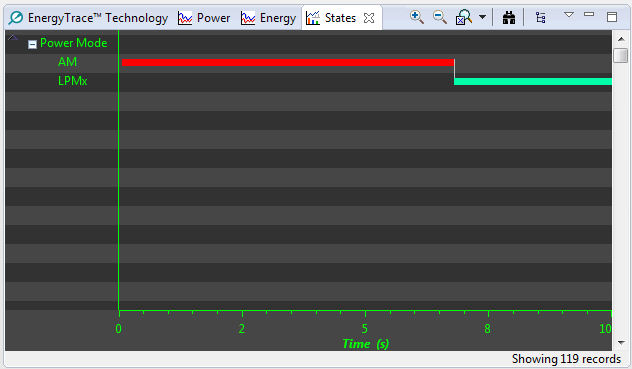 EnergyTrace™ Technology Power Energy States
Power Mode
AM
LPMx
0 2 5 8 10
Time (s)
Showing 119 records